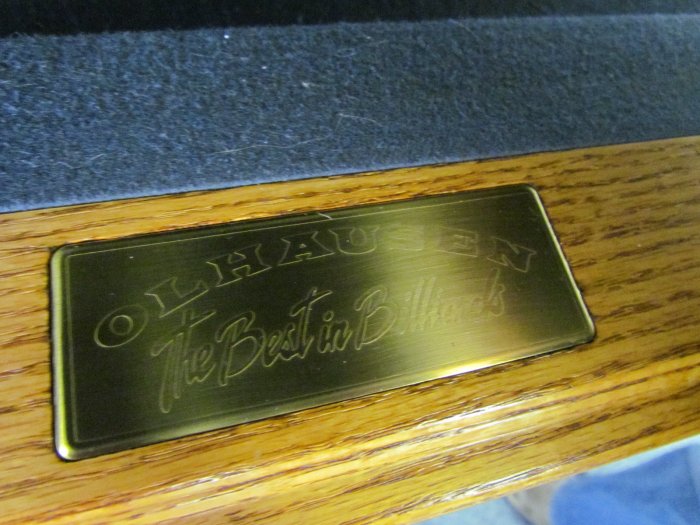 OLHAUSEN
The Best in Billiards